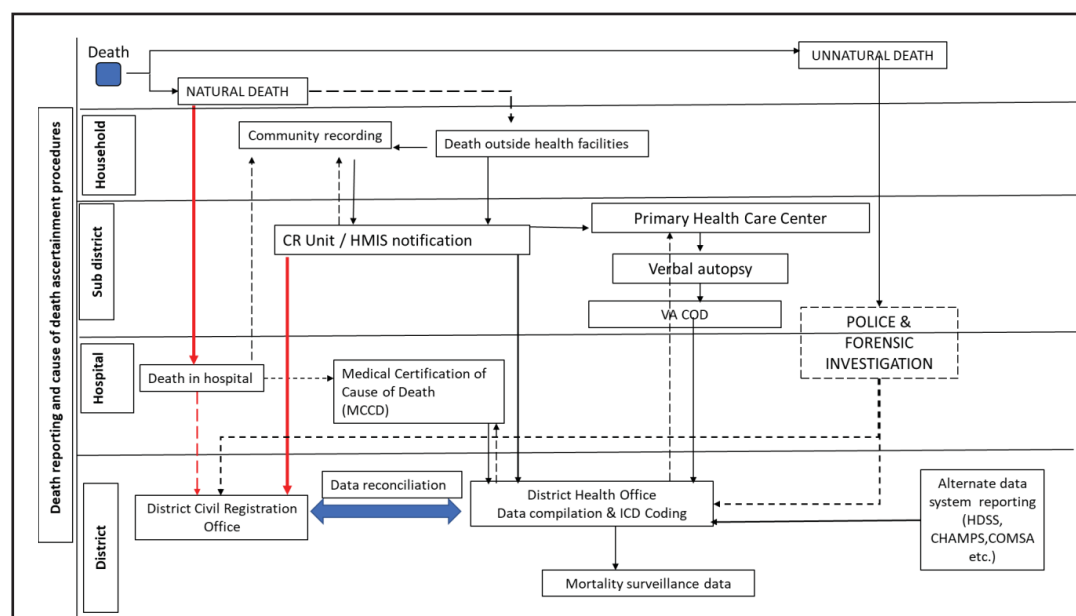 Death
UNNATURAL DEATH
NATURAL DEATH
Death reporting and cause of death ascertainment procedures
Household
Community recording
Death outside health facilities
Sub district
CR Unit / HMIS notification
Primary Health Care Center
Verbal autopsy
VA COD
POLICE &
FORENSIC
INVESTIGATION
Hospital
Death in hospital
Medical Certification of
Cause of Death
(MCCD)
District
District Civil Registration
Office
Data reconciliation
District Health Office
Data compilation & ICD Coding
Alternate data
system reporting
(HDSS,
CHAMPS,COMSA
etc.)
Mortality surveillance data